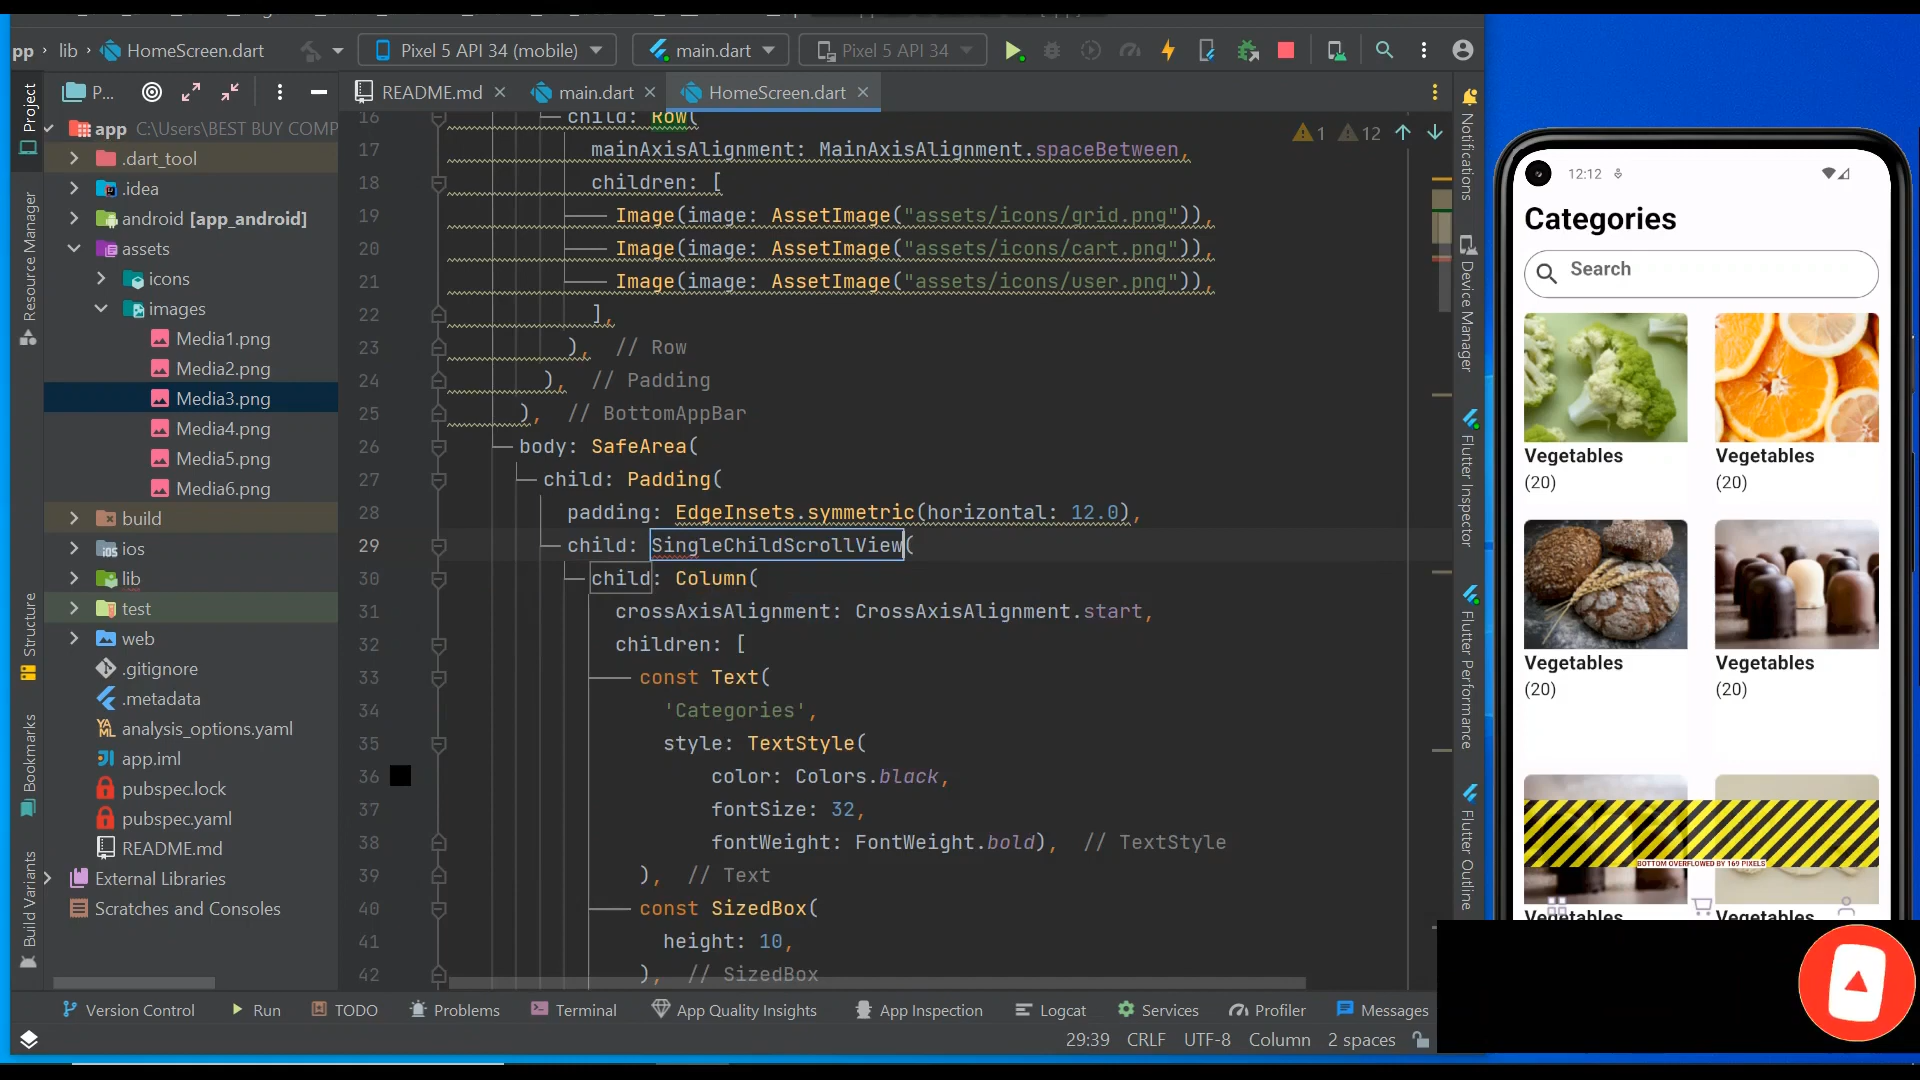 pp › lib › HomeScreen.dart
Pixel 5 API 34 (mobile)
main.dart
Pixel 5 API 34
P...
README.md
main.dart
HomeScreen.dart
Project
Resource Manager
Structure
Bookmarks
Build Variants
app C:\Users\BEST BUY COMP
.dart_tool
.idea
android [app_android]
assets
icons
images
Media1.png
Media2.png
Media3.png
Media4.png
Media5.png
Media6.png
build
ios
lib
test
web
.gitignore
.metadata
analysis_options.yaml
app.iml
pubspec.lock
pubspec.yaml
README.md
External Libraries
Scratches and Consoles
1 12
16 child: Row(
17 mainAxisAlignment: MainAxisAlignment.spaceBetween,
18 children: [
19 Image(image: AssetImage("assets/icons/grid.png")),
20 Image(image: AssetImage("assets/icons/cart.png")),
21 Image(image: AssetImage("assets/icons/user.png")),
22 ],
23 ), // Row
24 ), // Padding
25 ), // BottomAppBar
26 body: SafeArea(
27 child: Padding(
28 padding: EdgeInsets.symmetric(horizontal: 12.0),
29 child: SingleChildScrollView(
30 child: Column(
31 crossAxisAlignment: CrossAxisAlignment.start,
32 children: [
33 const Text(
34 'Categories',
35 style: TextStyle(
36 color: Colors.black,
37 fontSize: 32,
38 fontWeight: FontWeight.bold), // TextStyle
39 ), // Text
40 const SizedBox(
41 height: 10,
42 ), // SizedBox
Notifications
Device Manager
Flutter Inspector
Flutter Performance
Flutter Outline
Version Control
Run
TODO
Problems
Terminal
App Quality Insights
App Inspection
Logcat
Services
Profiler
Messages
29:39 CRLF UTF-8 Column 2 spaces
12:12
Categories
Search
Vegetables Vegetables
(20) (20)
Vegetables Vegetables
(20) (20)
BOTTOM OVERFLOWED BY 169 PIXELS
Vegetables Vegetables